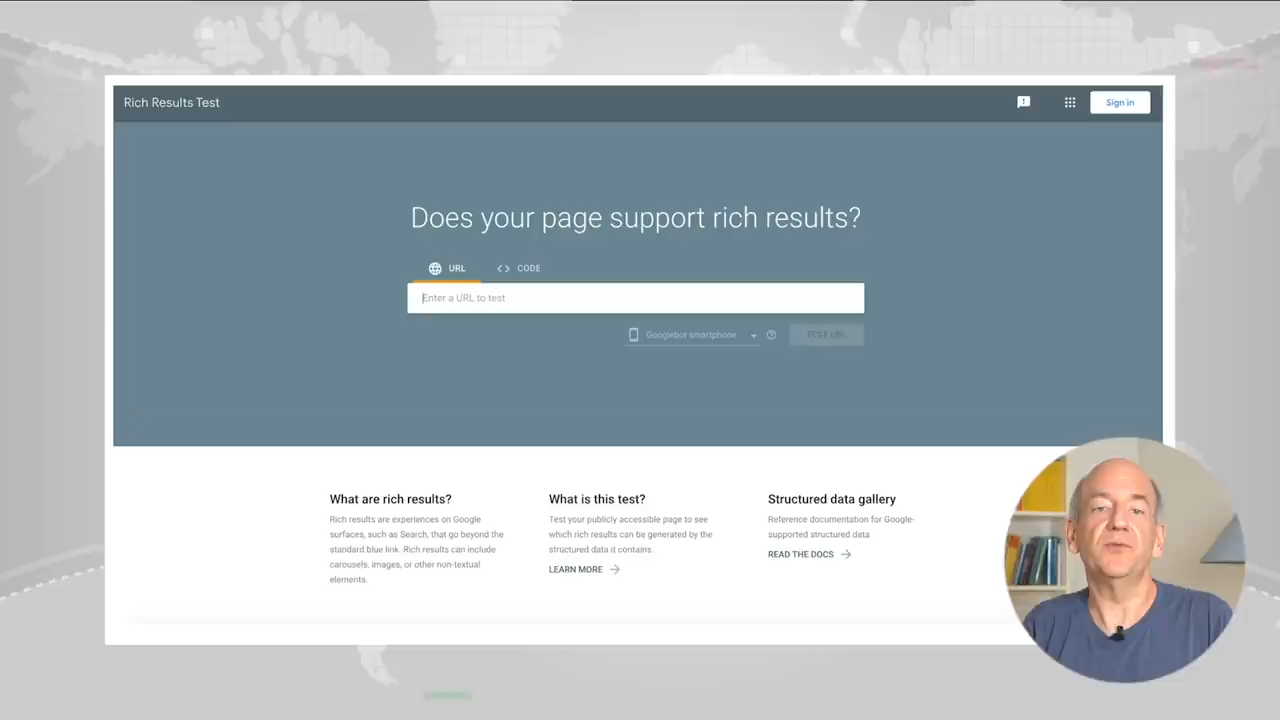 Rich Results Test
Sign in
Does your page support rich results?
URL
CODE
Enter a URL to test
Googlebot smartphone
TEST URL
What are rich results?
Rich results are experiences on Google
surfaces, such as Search, that go beyond the
standard blue link. Rich results can include
carousels, images, or other non-textual
elements.
What is this test?
Test your publicly accessible page to see
which rich results can be generated by the
structured data it contains.
LEARN MORE
Structured data gallery
Reference documentation for Google-
supported structured data
READ THE DOCS